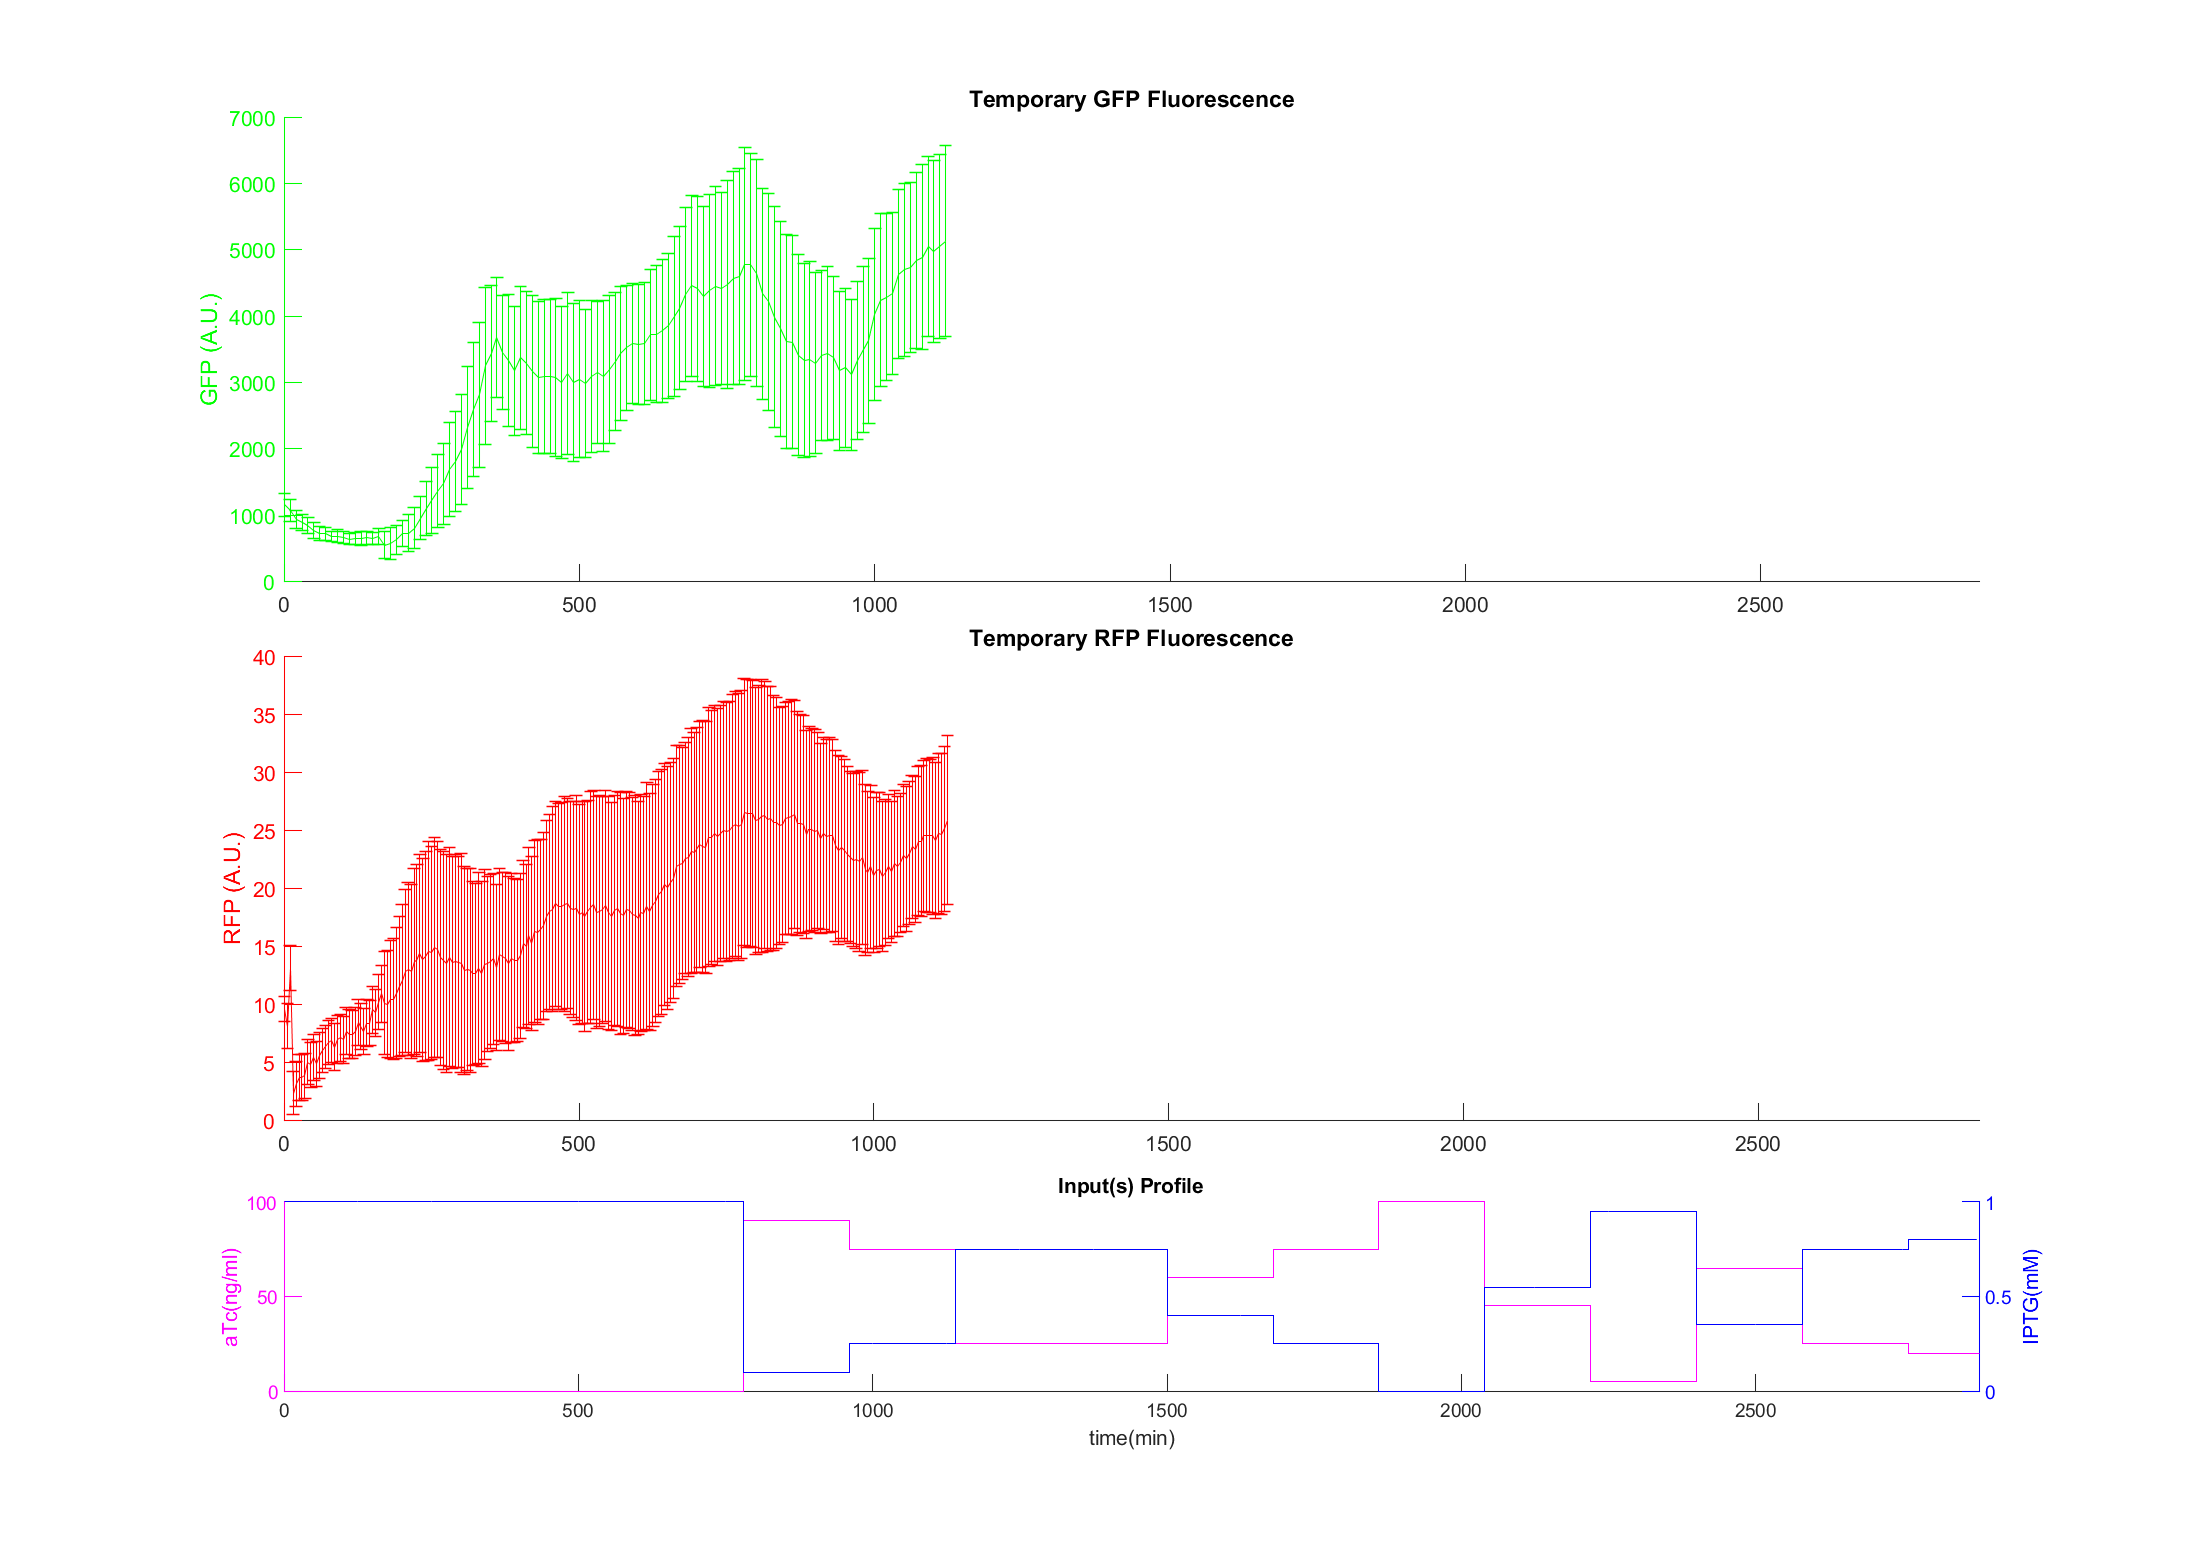 Temporary GFP Fluorescence
7000
6000
5000
4000
3000
2000
1000
0
GFP (A.U.)
0 500 1000 1500 2000 2500
Temporary RFP Fluorescence
40
35
30
25
20
15
10
5
0
RFP (A.U.)
0 500 1000 1500 2000 2500
Input(s) Profile
100
50
0
aTc(ng/ml)
1
0.5
0
IPTG(mM)
0 500 1000 1500 2000 2500
time(min)